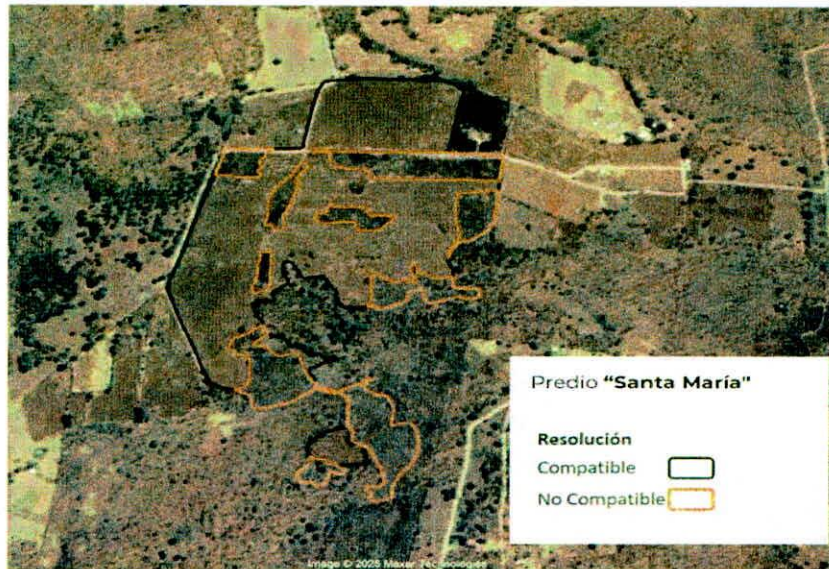 Predio "Santa María"
Resolución
Compatible
No Compatible
Image © 2025 Maxar Technologies